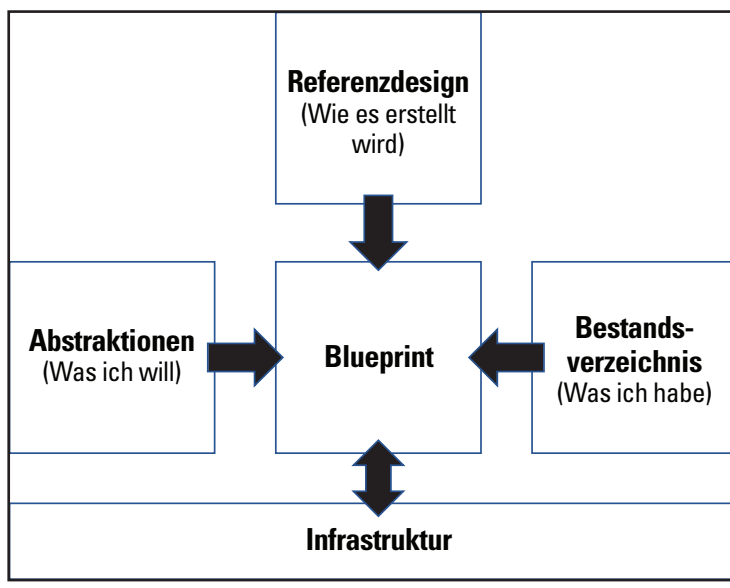 Referenzdesign
(Wie es erstellt
wird)
Abstraktionen
(Was ich will)
Blueprint
Bestands-
verzeichnis
(Was ich habe)
Infrastruktur